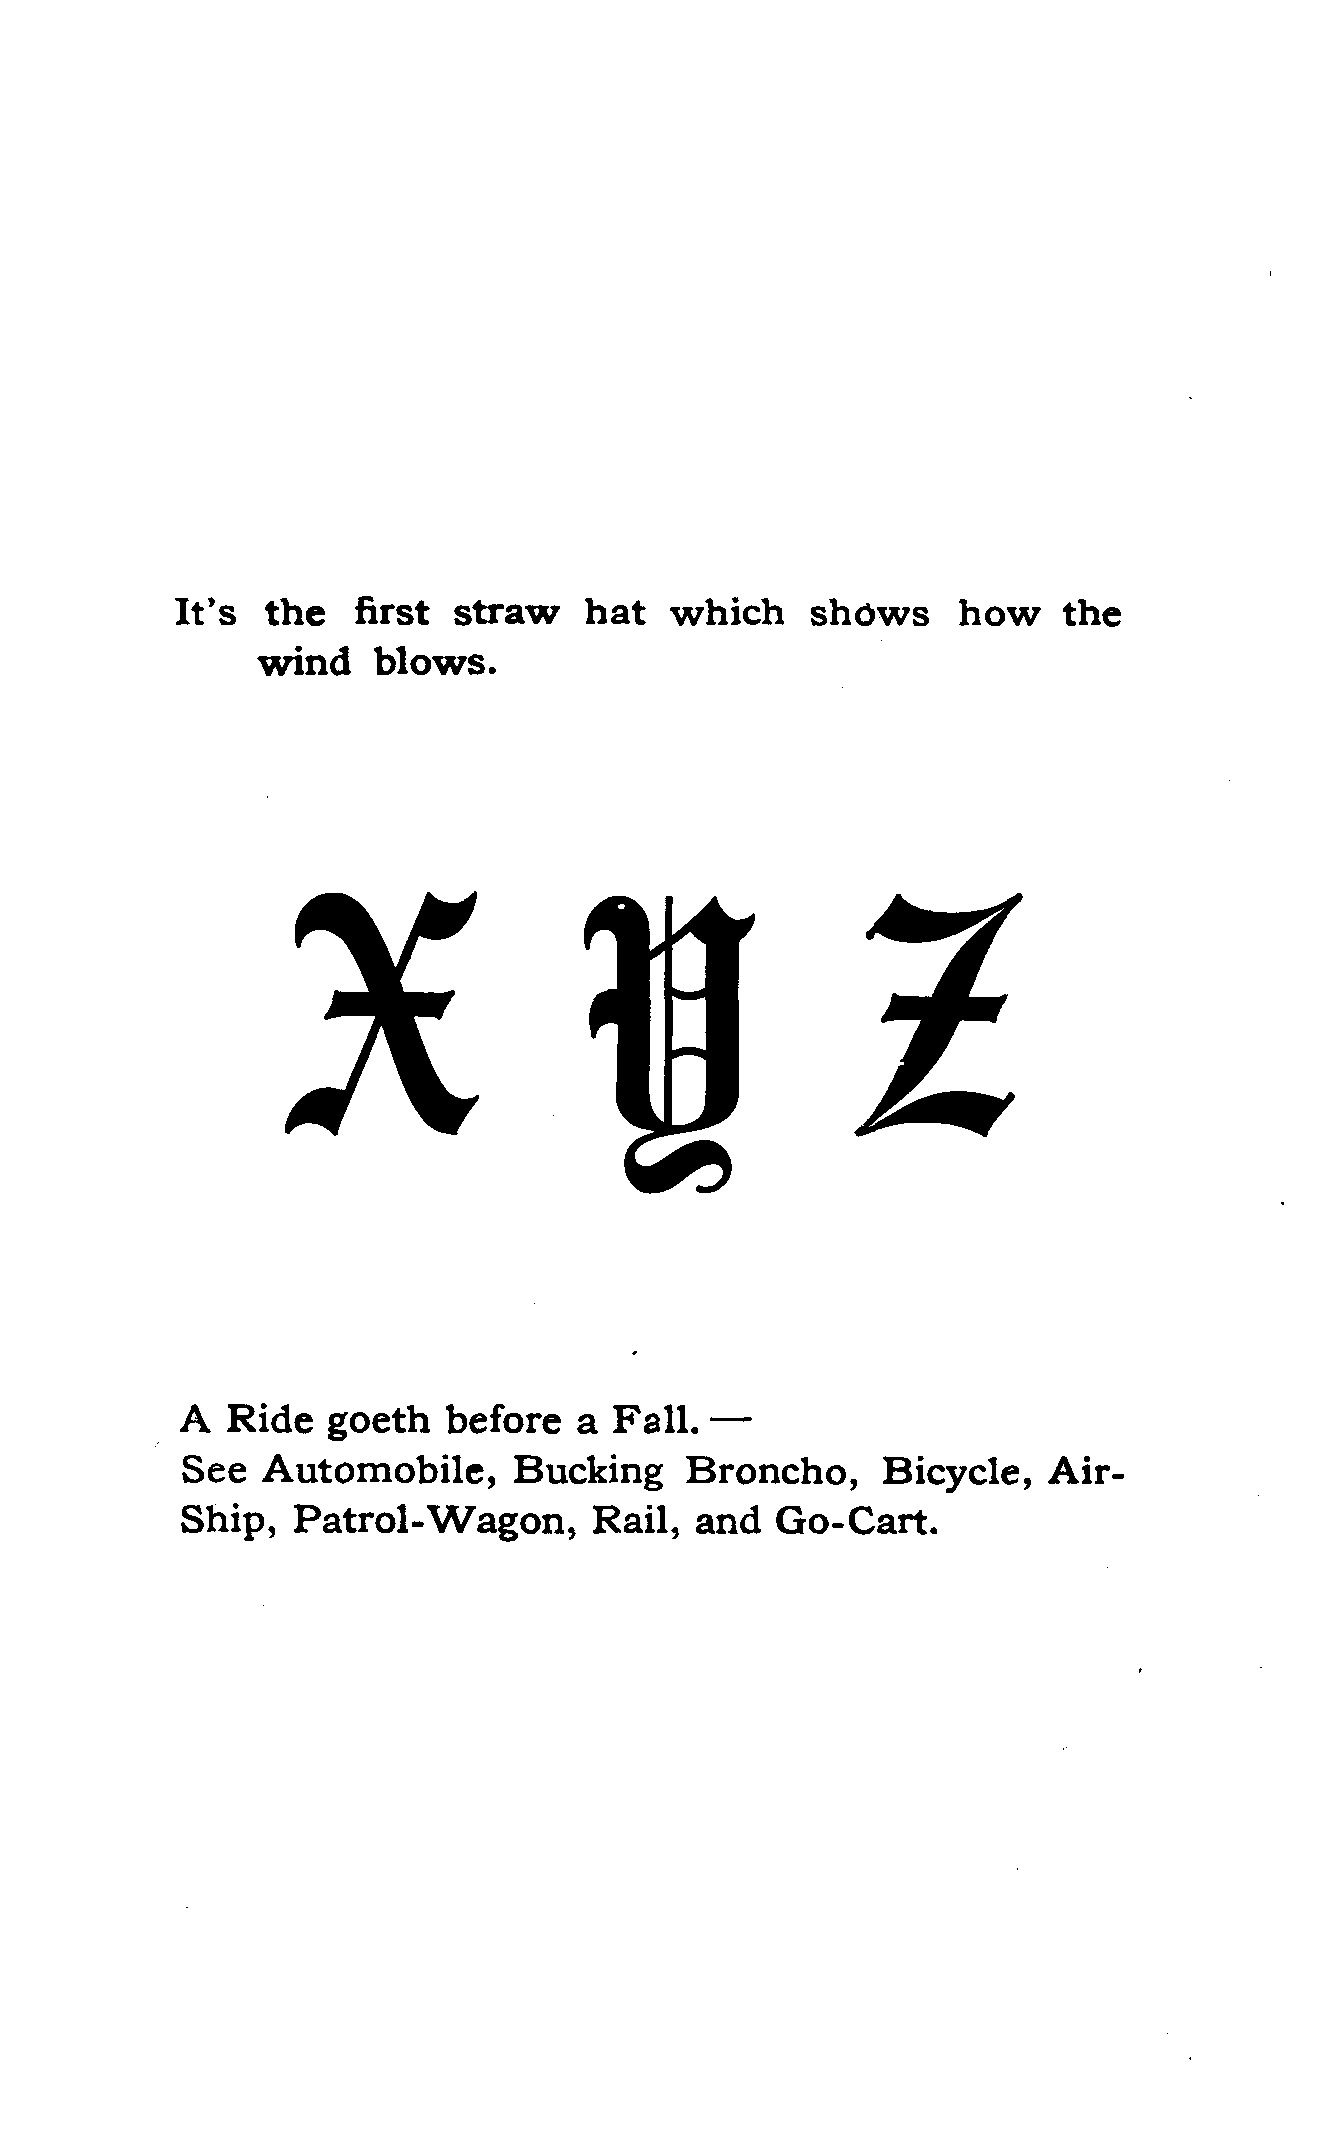 It's the first straw hat which shows how the
wind blows.
X Y Z
A Ride goeth before a Fall. —
See Automobile, Bucking Broncho, Bicycle, Air-
Ship, Patrol-Wagon, Rail, and Go-Cart.